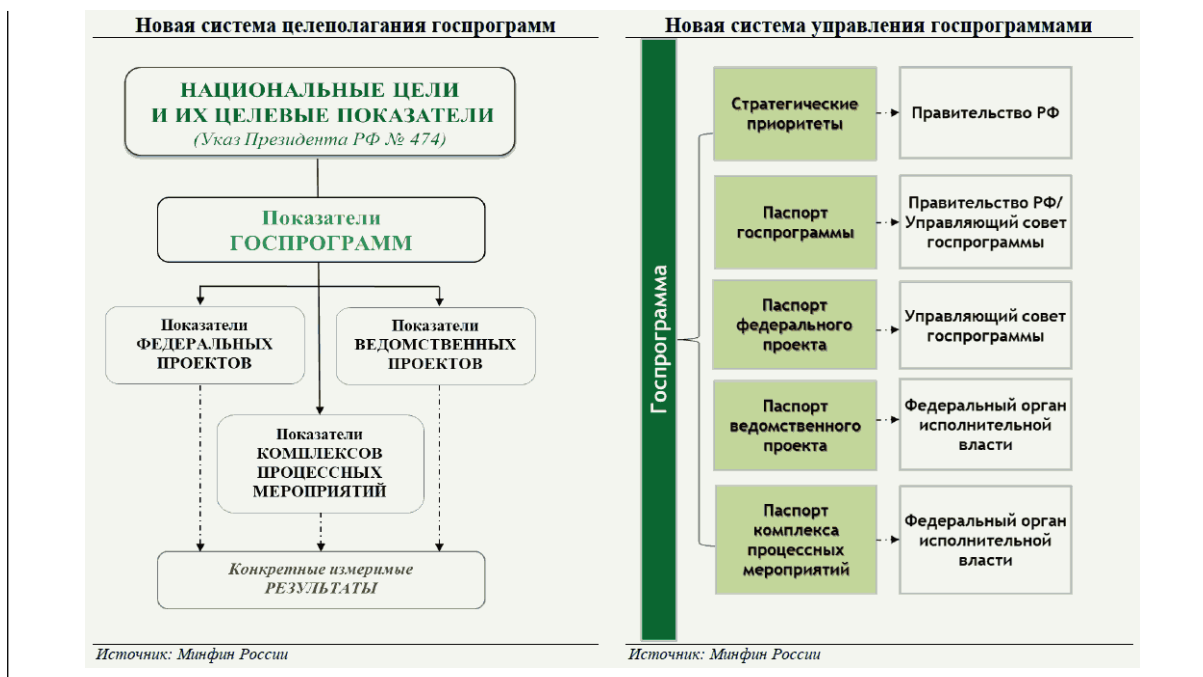 Новая система целеполагания госпрограмм
НАЦИОНАЛЬНЫЕ ЦЕЛИ
И ИХ ЦЕЛЕВЫЕ ПОКАЗАТЕЛИ
(Указ Президента РФ № 474)
Показатели
ГОСПРОГРАММ
Показатели
ФЕДЕРАЛЬНЫХ
ПРОЕКТОВ
Показатели
ВЕДОМСТВЕННЫХ
ПРОЕКТОВ
Показатели
КОМПЛЕКСОВ
ПРОЦЕССНЫХ
МЕРОПРИЯТИЙ
Конкретные измеримые
РЕЗУЛЬТАТЫ
Источник: Минфин России
Новая система управления госпрограммами
Госпрограмма
Стратегические
приоритеты
Правительство РФ
Паспорт
госпрограммы
Правительство РФ/
Управляющий совет
госпрограммы
Паспорт
федерального
проекта
Управляющий совет
госпрограммы
Паспорт
ведомственного
проекта
Федеральный орган
исполнительной
власти
Паспорт
комплекса
процессных
мероприятий
Федеральный орган
исполнительной
власти
Источник: Минфин России